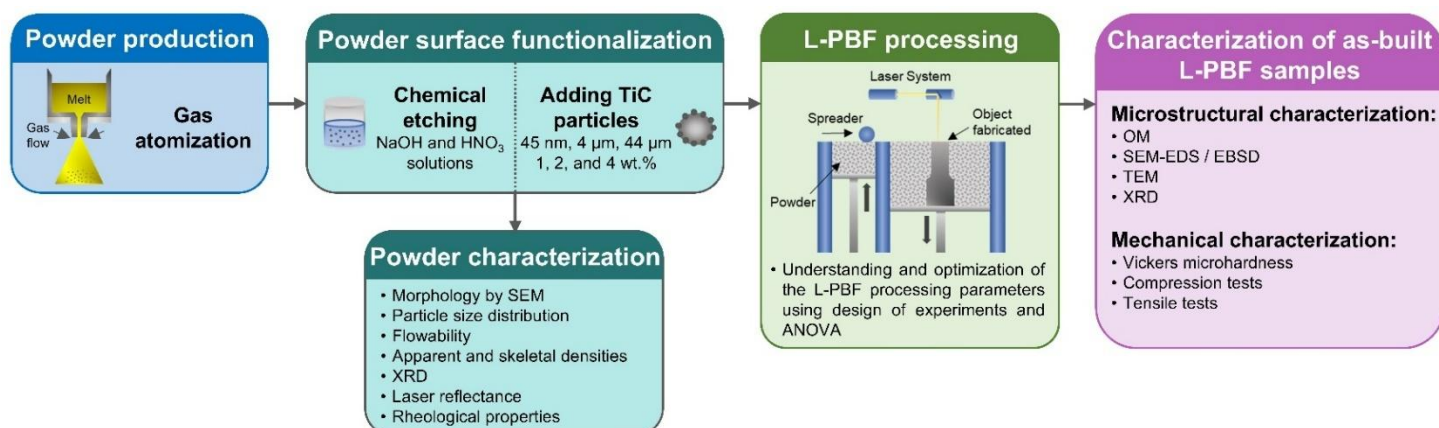 Powder production
Melt
Gas
flow
Gas
atomization
Powder surface functionalization
Chemical
etching
NaOH and HNO₃
solutions
Adding TiC
particles
45 nm, 4 µm, 44 µm
1, 2, and 4 wt.%
Powder characterization
• Morphology by SEM
• Particle size distribution
• Flowability
• Apparent and skeletal densities
• XRD
• Laser reflectance
• Rheological properties
L-PBF processing
Laser System
Spreader
Object
fabricated
Powder
• Understanding and optimization of
the L-PBF processing parameters
using design of experiments and
ANOVA
Characterization of as-built
L-PBF samples
Microstructural characterization:
• OM
• SEM-EDS / EBSD
• TEM
• XRD
Mechanical characterization:
• Vickers microhardness
• Compression tests
• Tensile tests